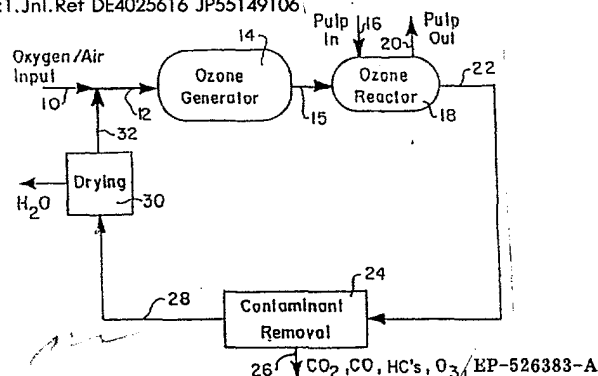 t.Jnl.Ref DE4025616 JP55149106
Pulp In
16
20
Pulp Out
Oxygen/Air Input
10
12
14
Ozone Generator
15
Ozone Reactor
18
22
32
Drying
30
H2O
28
24
Contaminant Removal
26
CO2, CO, HC's, O3/EP-526383-A